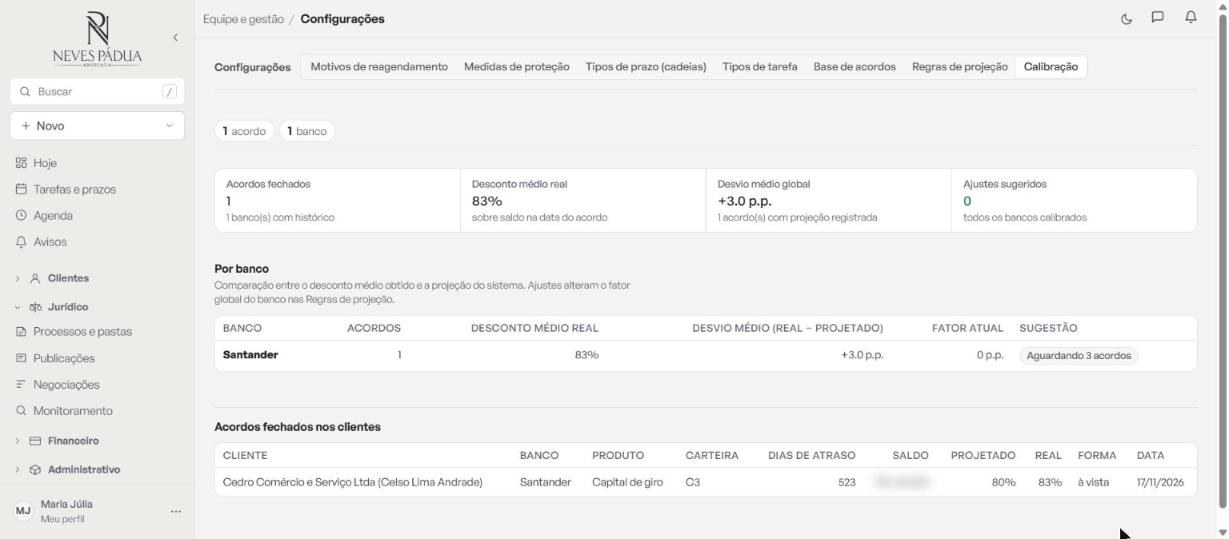 NEVES PÁDUA
ADVOCACIA
Equipe e gestão / Configurações
Buscar /
+ Novo
Hoje
Tarefas e prazos
Agenda
Avisos
Clientes
Jurídico
Processos e pastas
Publicações
Negociações
Monitoramento
Financeiro
Administrativo
MJ Maria Júlia
Meu perfil
Configurações Motivos de reagendamento Medidas de proteção Tipos de prazo (cadeias) Tipos de tarefa Base de acordos Regras de projeção Calibração
1 acordo 1 banco
Acordos fechados
1
1 banco(s) com histórico
Desconto médio real
83%
sobre saldo na data do acordo
Desvio médio global
+3.0 p.p.
1 acordo(s) com projeção registrada
Ajustes sugeridos
0
todos os bancos calibrados
Por banco
Comparação entre o desconto médio obtido e a projeção do sistema. Ajustes alteram o fator
global do banco nas Regras de projeção.
BANCO ACORDOS DESCONTO MÉDIO REAL DESVIO MÉDIO (REAL – PROJETADO) FATOR ATUAL SUGESTÃO
Santander 1 83% +3.0 p.p. 0 p.p. Aguardando 3 acordos
Acordos fechados nos clientes
CLIENTE BANCO PRODUTO CARTEIRA DIAS DE ATRASO SALDO PROJETADO REAL FORMA DATA
Cedro Comércio e Serviço Ltda (Celso Lima Andrade) Santander Capital de giro C3 523 80% 83% à vista 17/11/2026